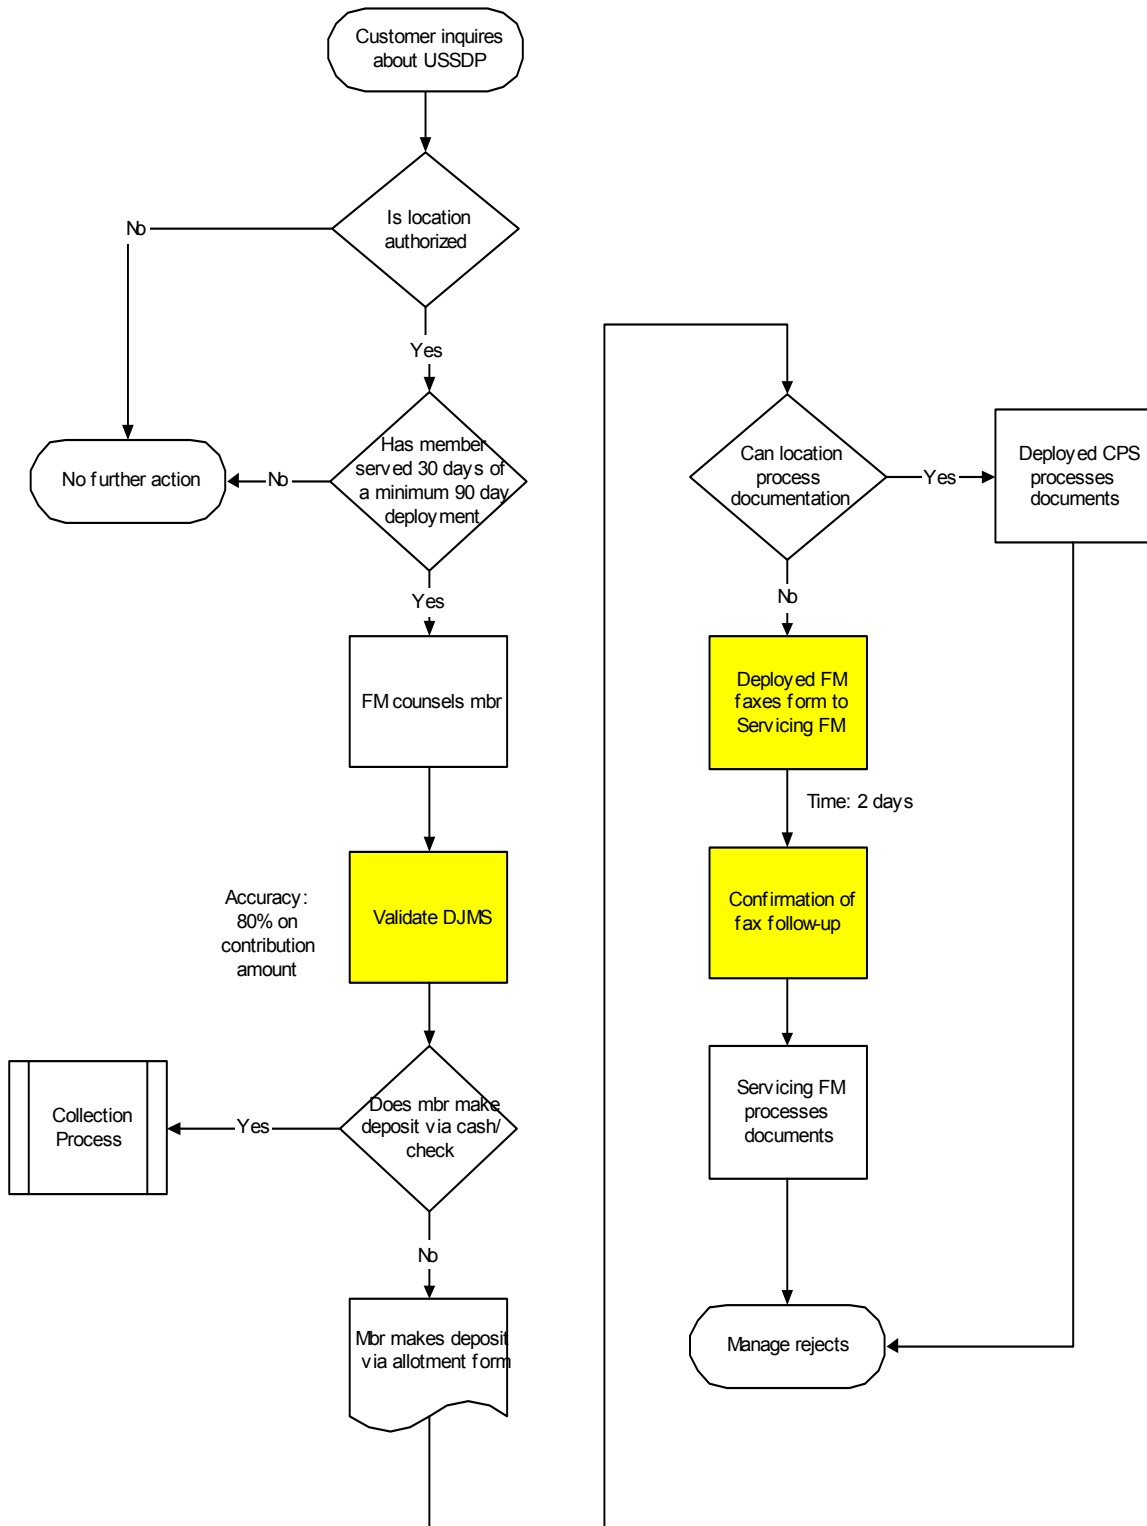 Customer inquires
about USSDP
Is location
authorized
No
Yes
Has member
served 30 days of
a minimum 90 day
deployment
No
No further action
Yes
FM counsels mbr
Accuracy:
80% on
contribution
amount
Validate DJMS
Does mbr make
deposit via cash/
check
Yes
Collection
Process
No
Mbr makes deposit
via allotment form
Can location
process
documentation
Yes
Deployed CPS
processes
documents
No
Deployed FM
faxes form to
Servicing FM
Time: 2 days
Confirmation of
fax follow-up
Servicing FM
processes
documents
Manage rejects